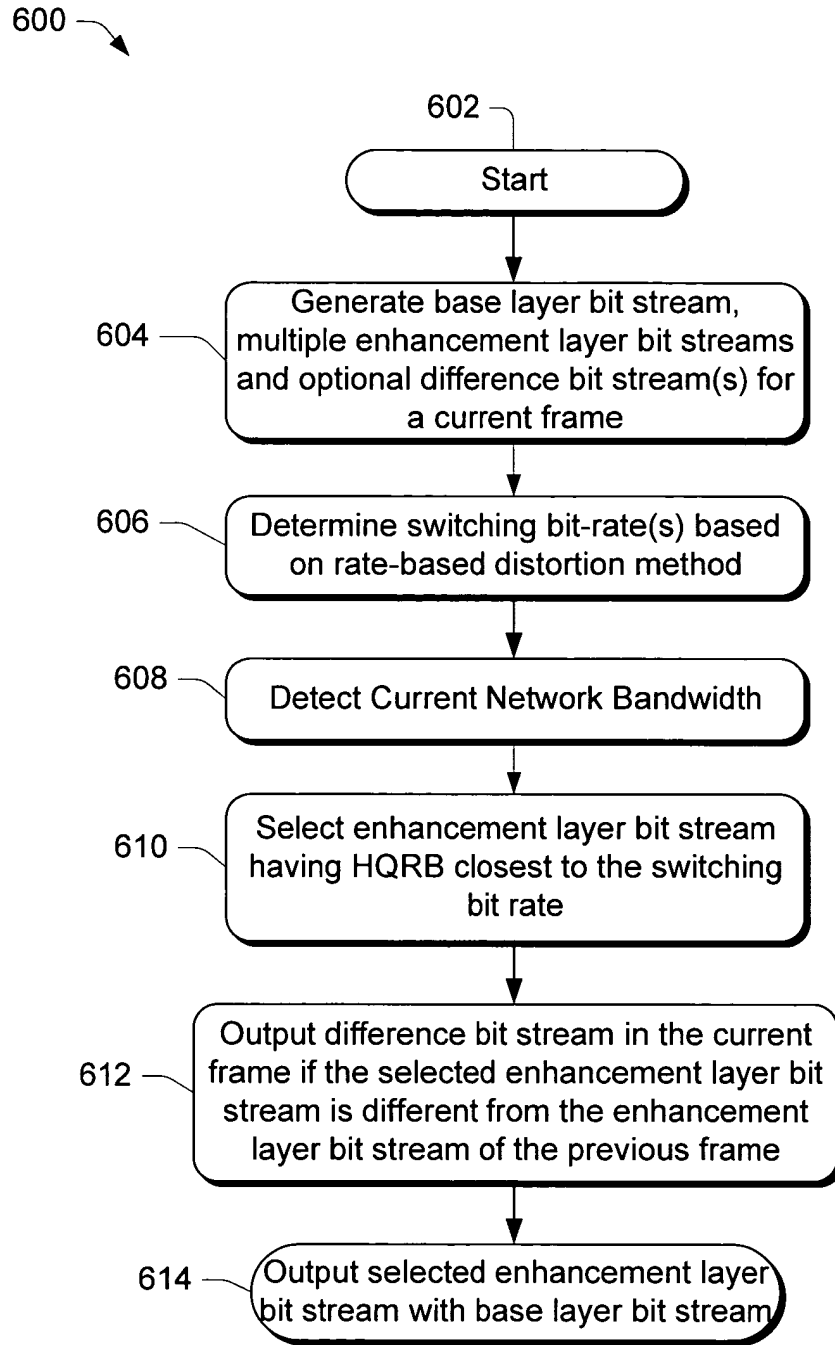 600
602
Start
604
Generate base layer bit stream,
multiple enhancement layer bit streams
and optional difference bit stream(s) for
a current frame
606
Determine switching bit-rate(s) based
on rate-based distortion method
608
Detect Current Network Bandwidth
610
Select enhancement layer bit stream
having HQRB closest to the switching
bit rate
612
Output difference bit stream in the current
frame if the selected enhancement layer bit
stream is different from the enhancement
layer bit stream of the previous frame
614
Output selected enhancement layer
bit stream with base layer bit stream